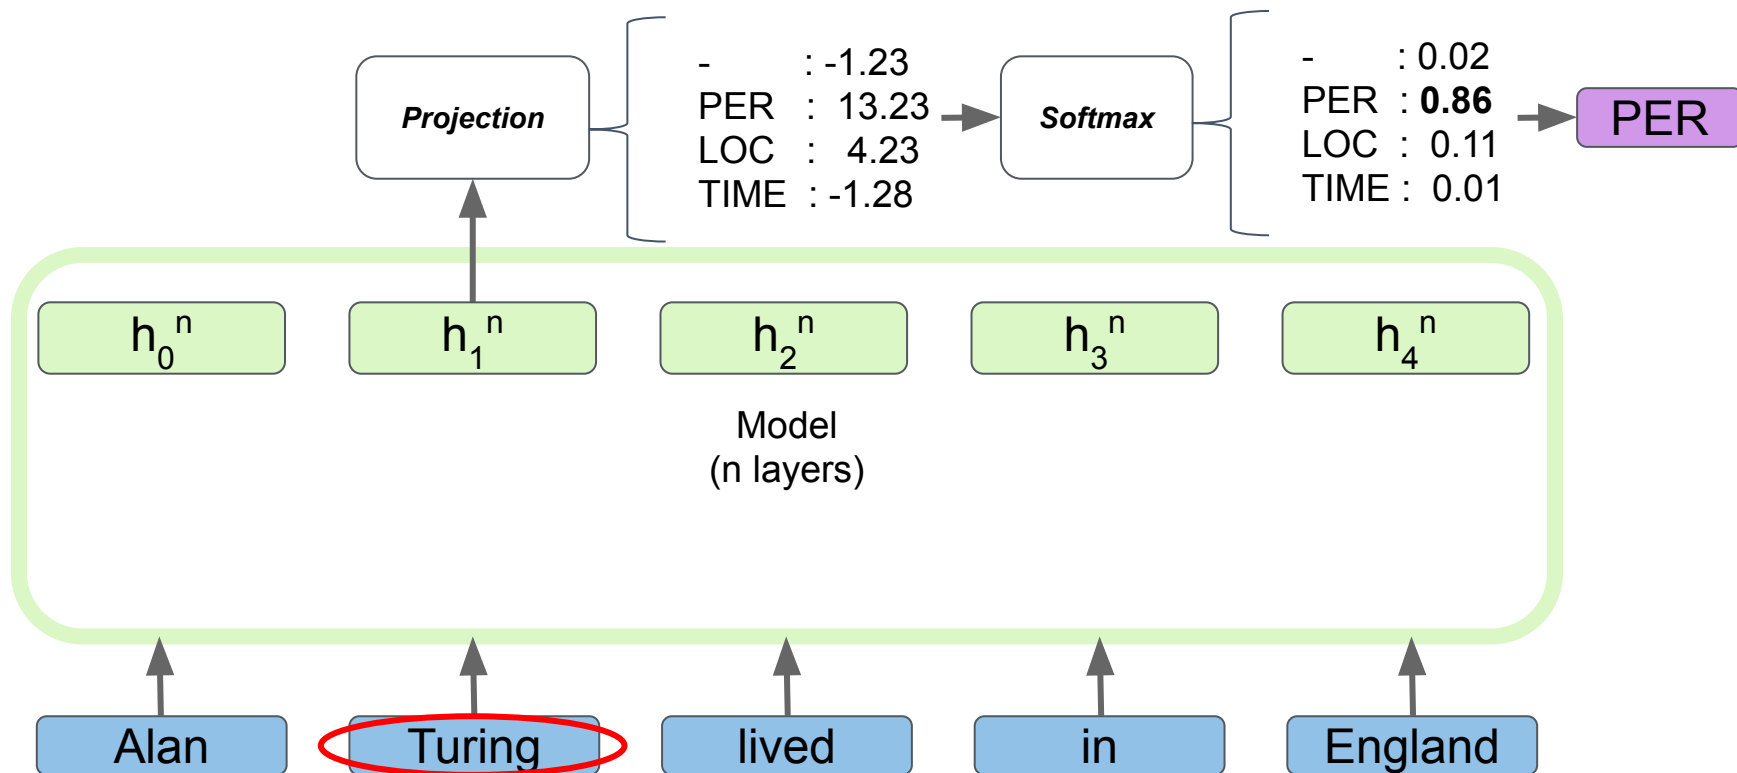 Projection
- : -1.23
PER : 13.23
LOC : 4.23
TIME : -1.28
Softmax
- : 0.02
PER : 0.86
LOC : 0.11
TIME : 0.01
PER
h₀ⁿ
h₁ⁿ
h₂ⁿ
h₃ⁿ
h₄ⁿ
Model
(n layers)
Alan
Turing
lived
in
England